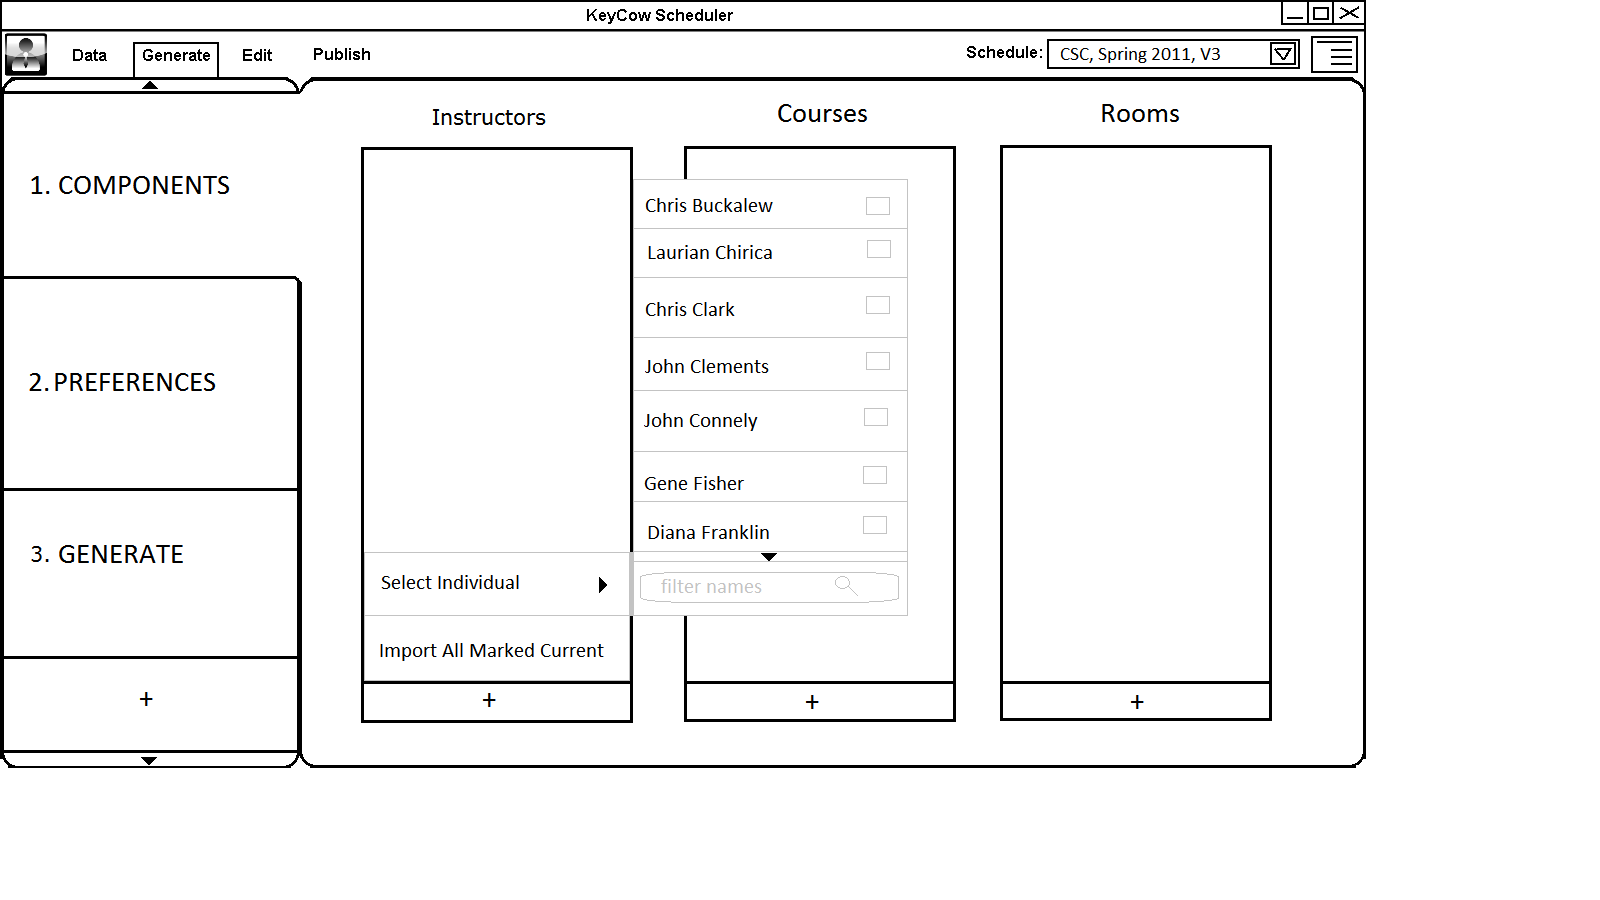 KeyCow Scheduler
Data Generate Edit Publish Schedule: CSC, Spring 2011, V3
Instructors Courses Rooms
1. COMPONENTS
2. PREFERENCES
3. GENERATE
+
Chris Buckalew
Laurian Chirica
Chris Clark
John Clements
John Connely
Gene Fisher
Diana Franklin
filter names
Select Individual
Import All Marked Current
+ + +